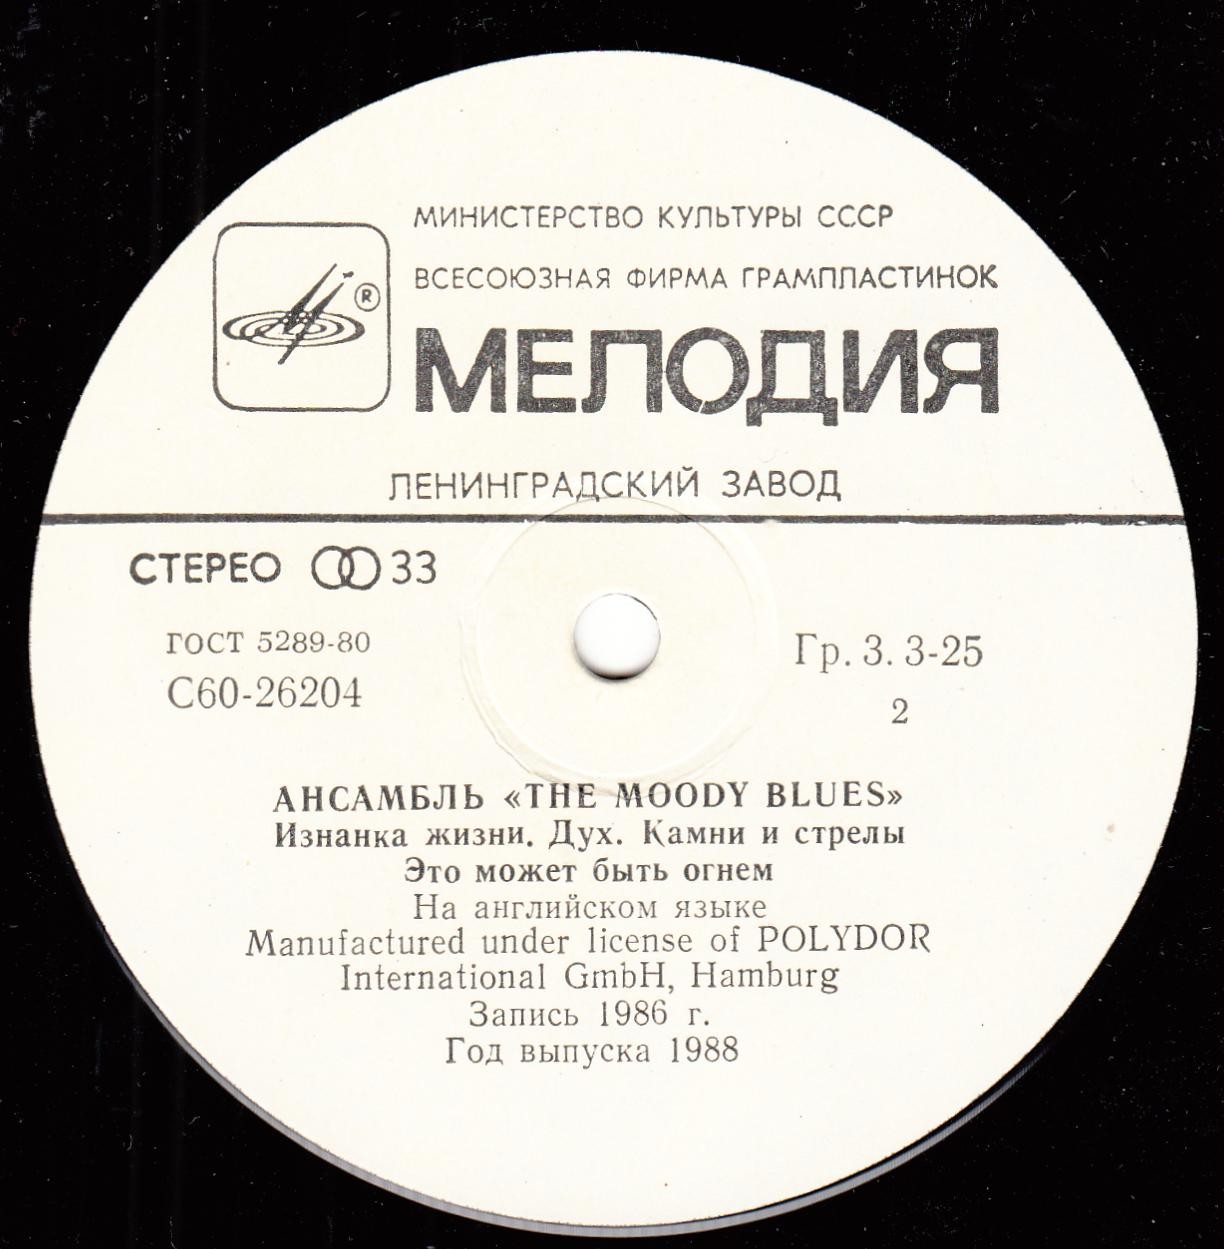 МИНИСТЕРСТВО КУЛЬТУРЫ СССР
ВСЕСОЮЗНАЯ ФИРМА ГРАМПЛАСТИНОК
®
МЕЛОДИЯ
ЛЕНИНГРАДСКИЙ ЗАВОД
СТЕРЕО 33
ГОСТ 5289-80
Гр. 3. 3-25
С60-26204
2
АНСАМБЛЬ «THE MOODY BLUES»
Изнанка жизни. Дух. Камни и стрелы
Это может быть огнем
На английском языке
Manufactured under license of POLYDOR
International GmbH, Hamburg
Запись 1986 г.
Год выпуска 1988